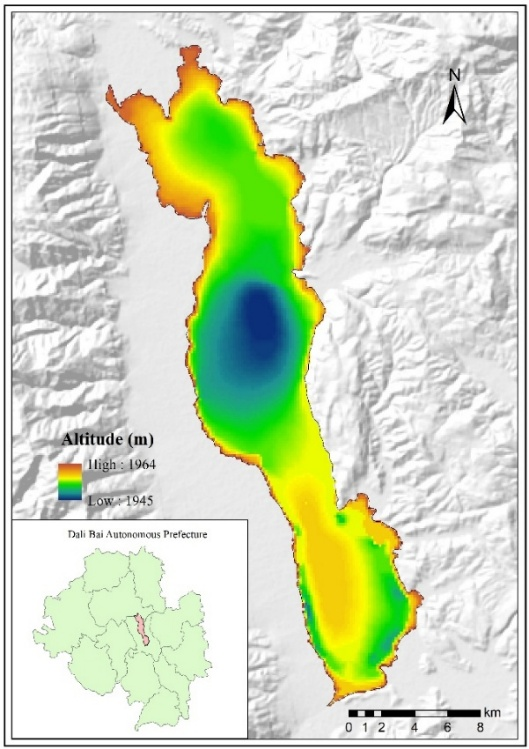 N
Altitude (m)
High : 1964
Low : 1945
Dali Bai Autonomous Prefecture
km
0 1 2 4 6 8